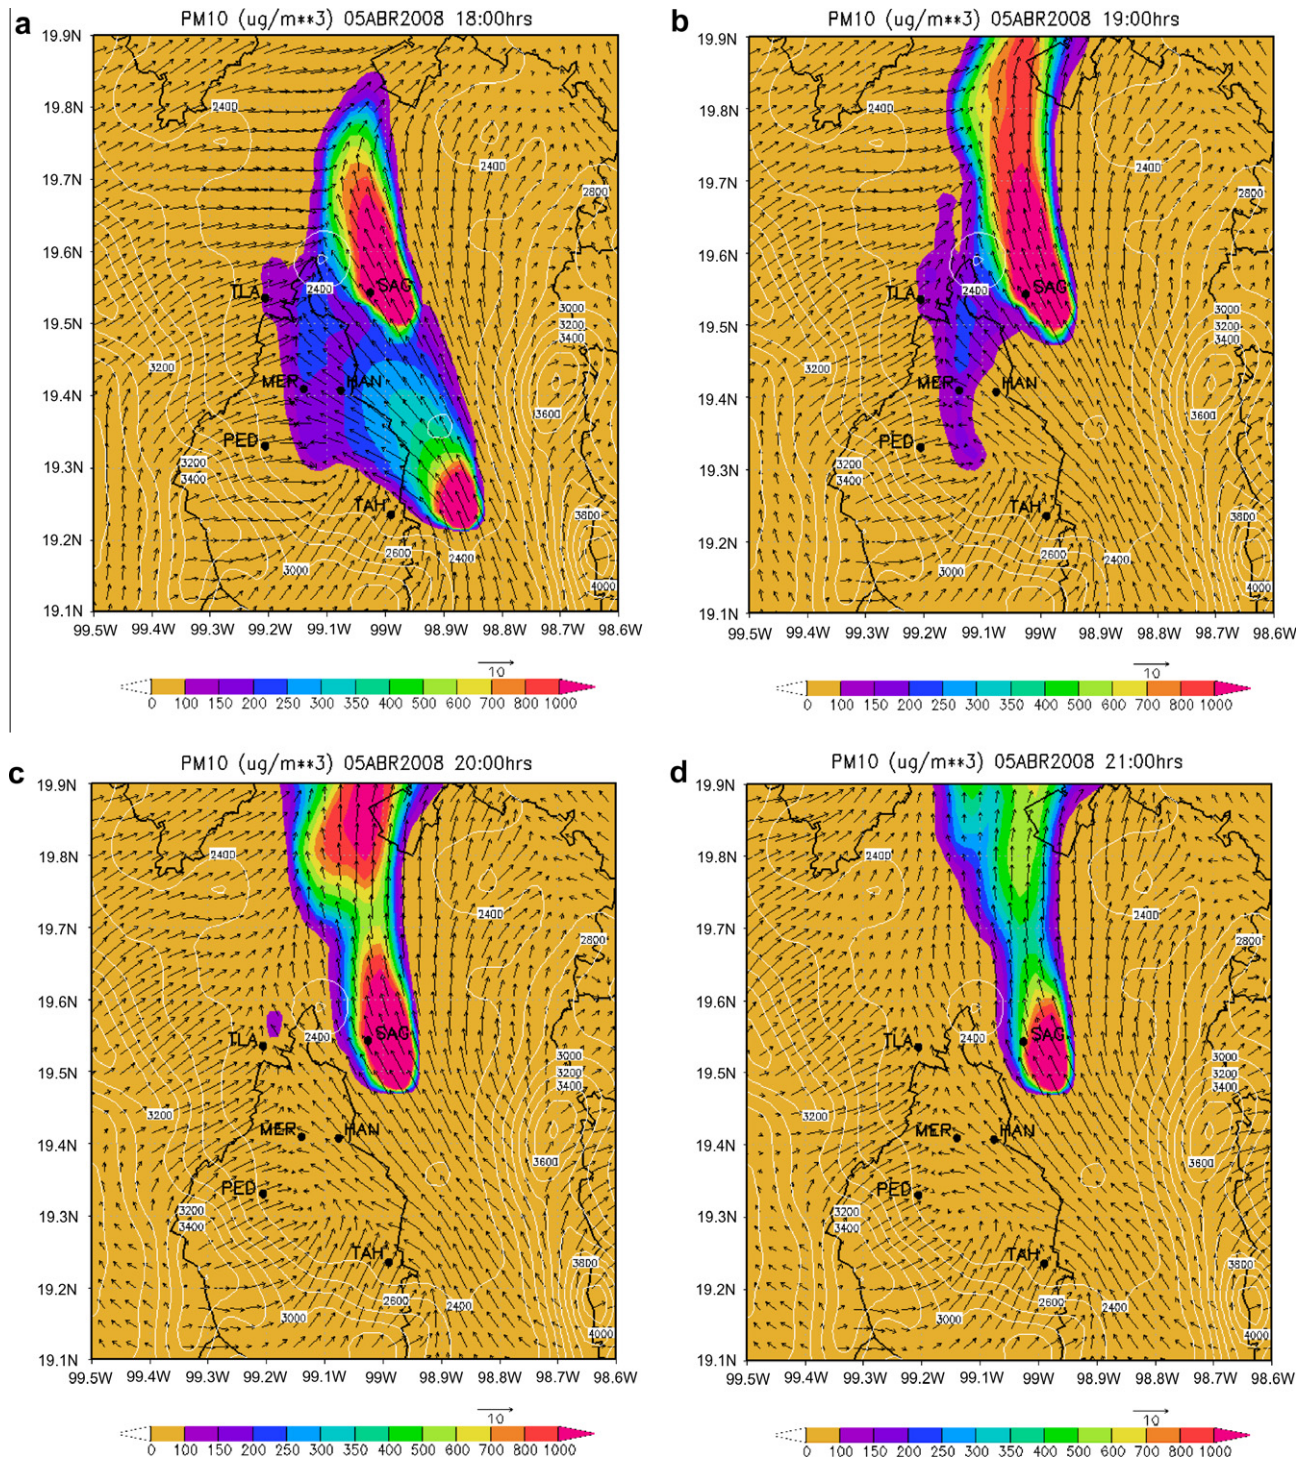 a PM10 (ug/m**3) 05ABR2008 18:00hrs
19.9N
19.8N
19.7N
19.6N
19.5N
19.4N
19.3N
19.2N
19.1N
2400
2400
2800
2400
3000
3200
3400
3200
3600
3200
3400
3800
2600
2400
3000
4000
TLA
SAG
MER
HAN
PED
TAH
99.5W 99.4W 99.3W 99.2W 99.1W 99W 98.9W 98.8W 98.7W 98.6W
10
0 100 150 200 250 300 350 400 500 600 700 800 1000
b PM10 (ug/m**3) 05ABR2008 19:00hrs
19.9N
19.8N
19.7N
19.6N
19.5N
19.4N
19.3N
19.2N
19.1N
2400
2400
2800
2400
3000
3200
3400
3200
3600
3200
3400
3800
2600
2400
3000
4000
TLA
SAG
MER
HAN
PED
TAH
99.5W 99.4W 99.3W 99.2W 99.1W 99W 98.9W 98.8W 98.7W 98.6W
10
0 100 150 200 250 300 350 400 500 600 700 800 1000
c PM10 (ug/m**3) 05ABR2008 20:00hrs
19.9N
19.8N
19.7N
19.6N
19.5N
19.4N
19.3N
19.2N
19.1N
2400
2400
2800
2400
3000
3200
3400
3200
3600
3200
3400
3800
2600
2400
3000
4000
TLA
SAG
MER
HAN
PED
TAH
99.5W 99.4W 99.3W 99.2W 99.1W 99W 98.9W 98.8W 98.7W 98.6W
10
0 100 150 200 250 300 350 400 500 600 700 800 1000
d PM10 (ug/m**3) 05ABR2008 21:00hrs
19.9N
19.8N
19.7N
19.6N
19.5N
19.4N
19.3N
19.2N
19.1N
2400
2400
2800
2400
3000
3200
3400
3200
3600
3200
3400
3800
2600
2400
3000
4000
TLA
SAG
MER
HAN
PED
TAH
99.5W 99.4W 99.3W 99.2W 99.1W 99W 98.9W 98.8W 98.7W 98.6W
10
0 100 150 200 250 300 350 400 500 600 700 800 1000